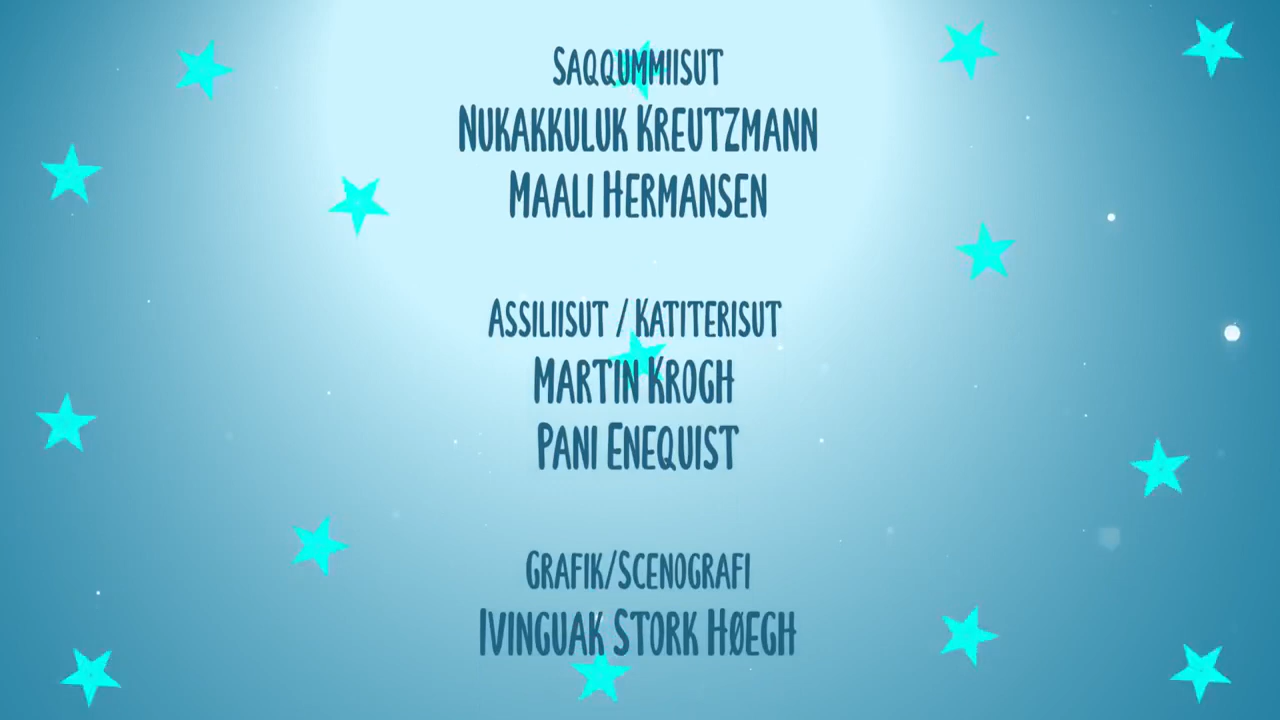 Saqqummiisut
Nukakkuluk Kreutzmann
Maali Hermansen
Assiliisut / Katiterisut
Martin Krogh
Pani Enequist
Grafik/Scenografi
Ivinguak Stork Høegh